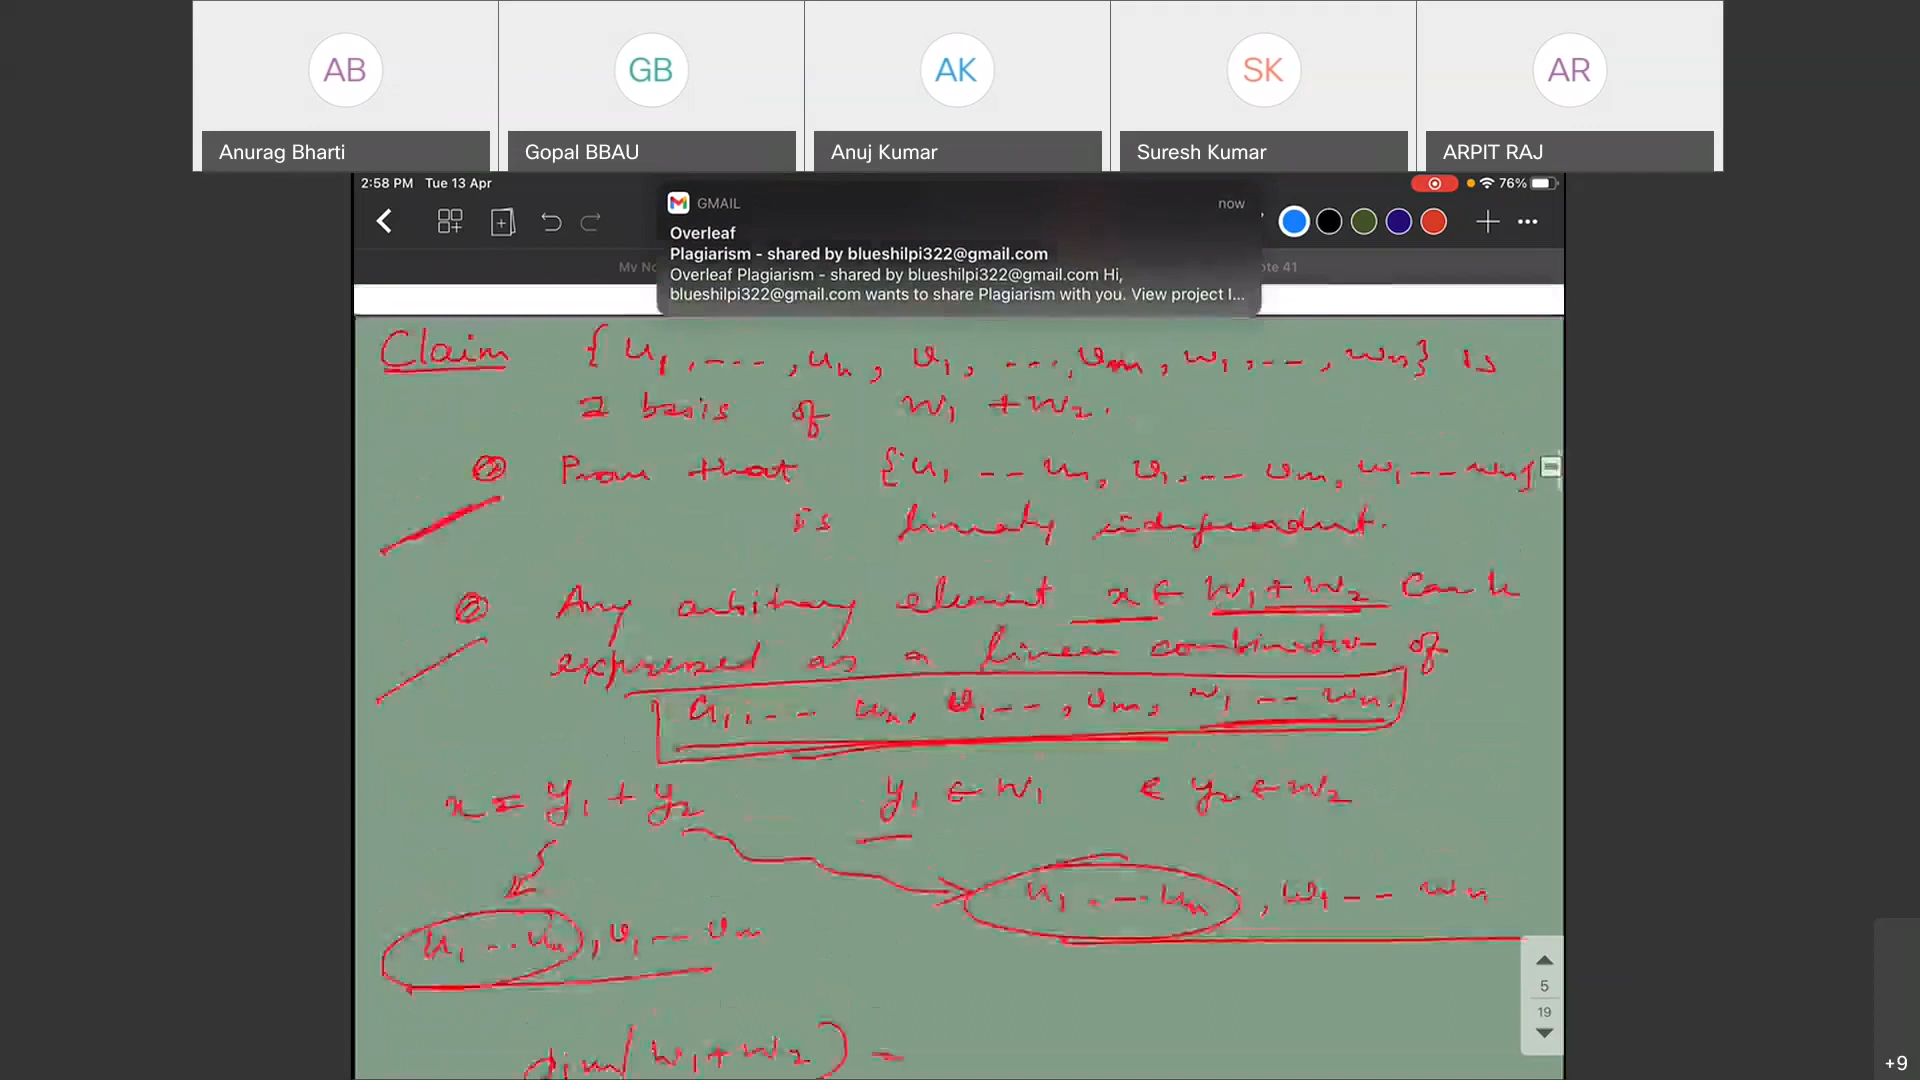 AB
GB
AK
SK
AR
Anurag Bharti
Gopal BBAU
Anuj Kumar
Suresh Kumar
ARPIT RAJ
2:58 PM Tue 13 Apr
76%
GMAIL
now
Overleaf
Plagiarism - shared by blueshilpi322@gmail.com
Overleaf Plagiarism - shared by blueshilpi322@gmail.com Hi,
blueshilpi322@gmail.com wants to share Plagiarism with you. View project I...
Claim {u1, ---, un, v1, ..., vm, w1, --, wn} is
a basis of W1 + W2.
Prove that {u1 -- un, v1 --- vm, w1 -- wn}
is linearly independent.
Any arbitrary element x ∈ W1 + W2 can be
expressed as a linear combination of
u1, -- un, v1 --, vm, w1 -- wn.
x = y1 + y2 y1 ∈ W1 & y2 ∈ W2
u1 --- un, w1 -- wn
u1 -- un, v1 -- vm
dim(W1+W2) =
5
19
+9